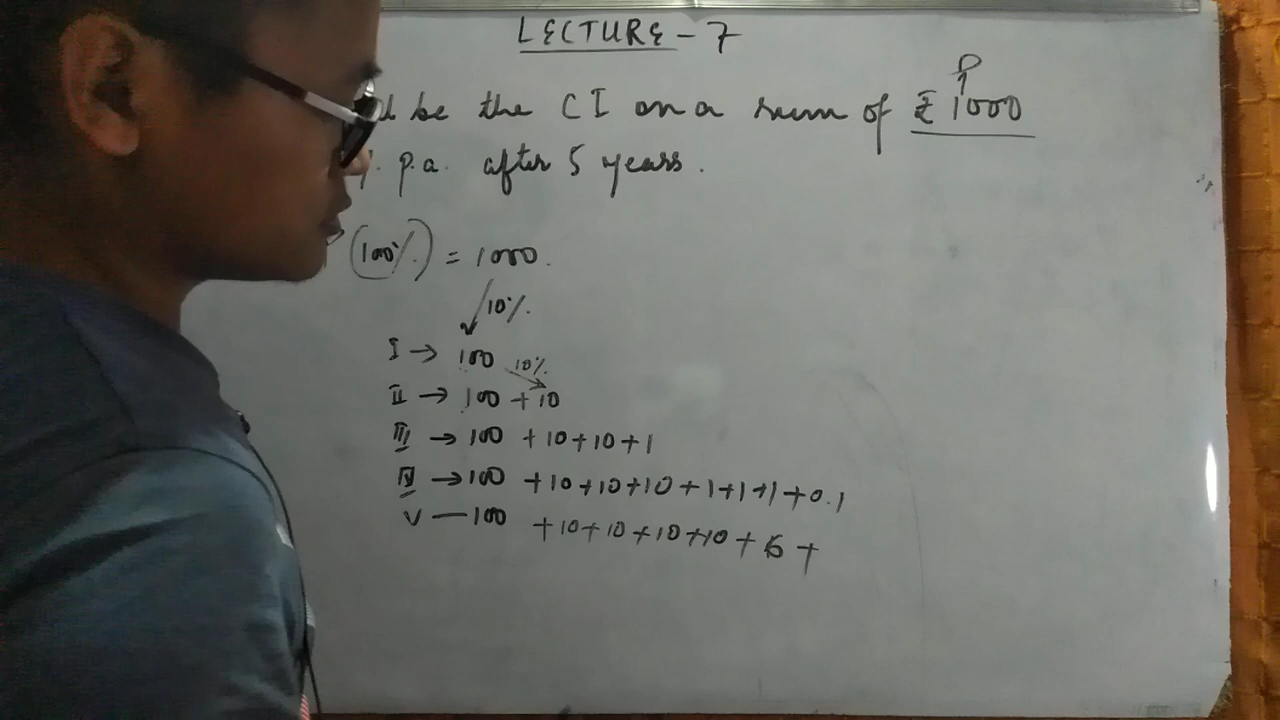 LECTURE - 7
P
be the CI on a sum of ₹ 1000
p.a. after 5 years.
(100%) = 1000.
10%.
I → 100 10%
II → 100 + 10
III → 100 + 10 + 10 + 1
IV → 100 + 10 + 10 + 10 + 1 + 1 + 1 + 0.1
V — 100 + 10 + 10 + 10 + 10 + 6 +